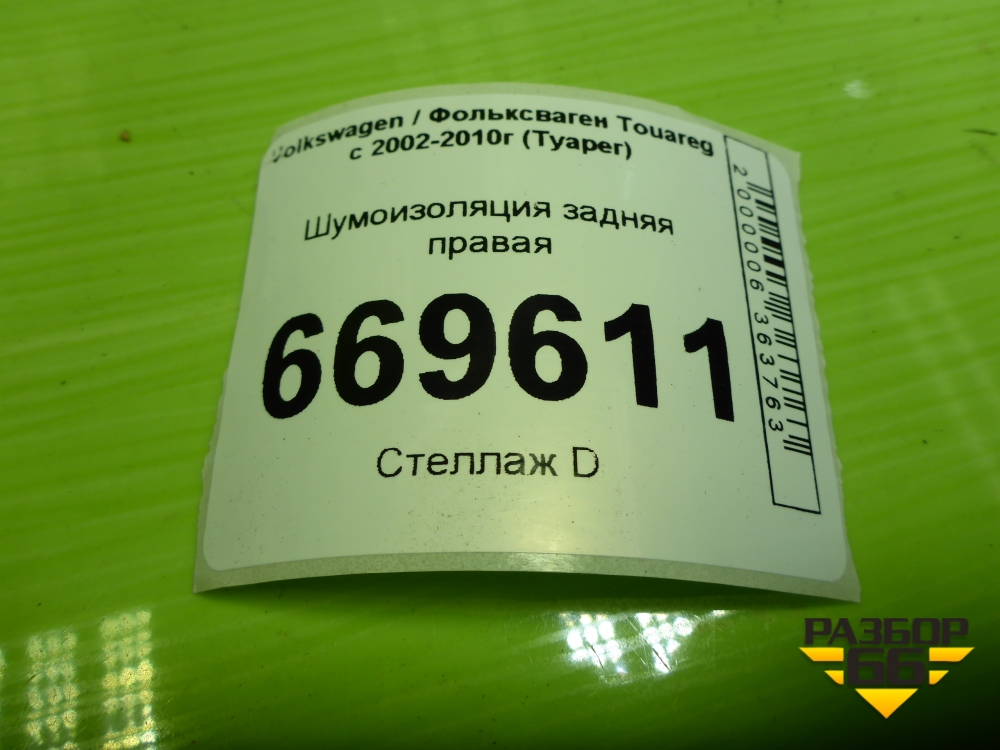 Volkswagen / Фольксваген Touareg
с 2002-2010г (Туарег)
Шумоизоляция задняя
правая
669611
Стеллаж D
2000006363763
РАЗБОР
66